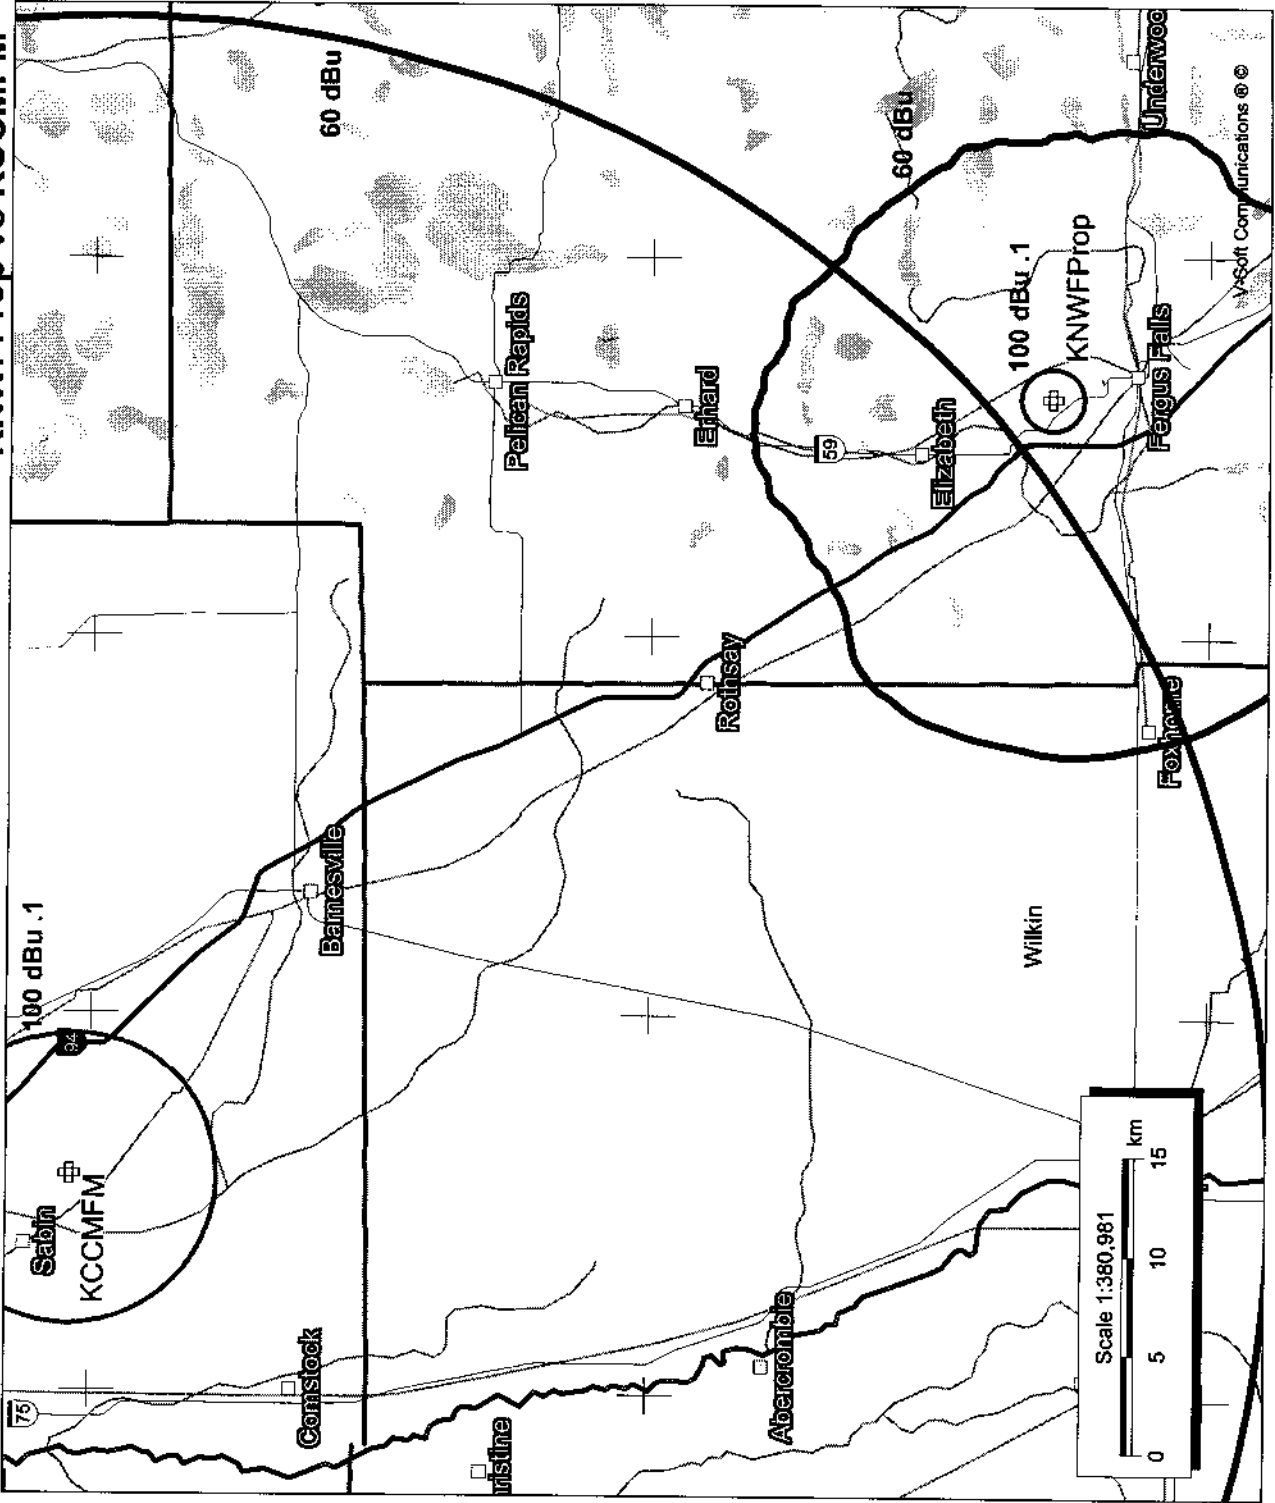 60 dBu
60 dBu
Underwoo
V-Soft Communications ® ©
100 dBu .1
KNWFProp
Pelican Rapids
Erhard
59
Elizabeth
Fergus Falls
Rothsay
Foxhome
Barnesville
100 dBu .1
94
Wilkin
Sabin
KCCMFM
Comstock
75
Abercrombie
ristine
Scale 1:380,981
0 5 10 15
km